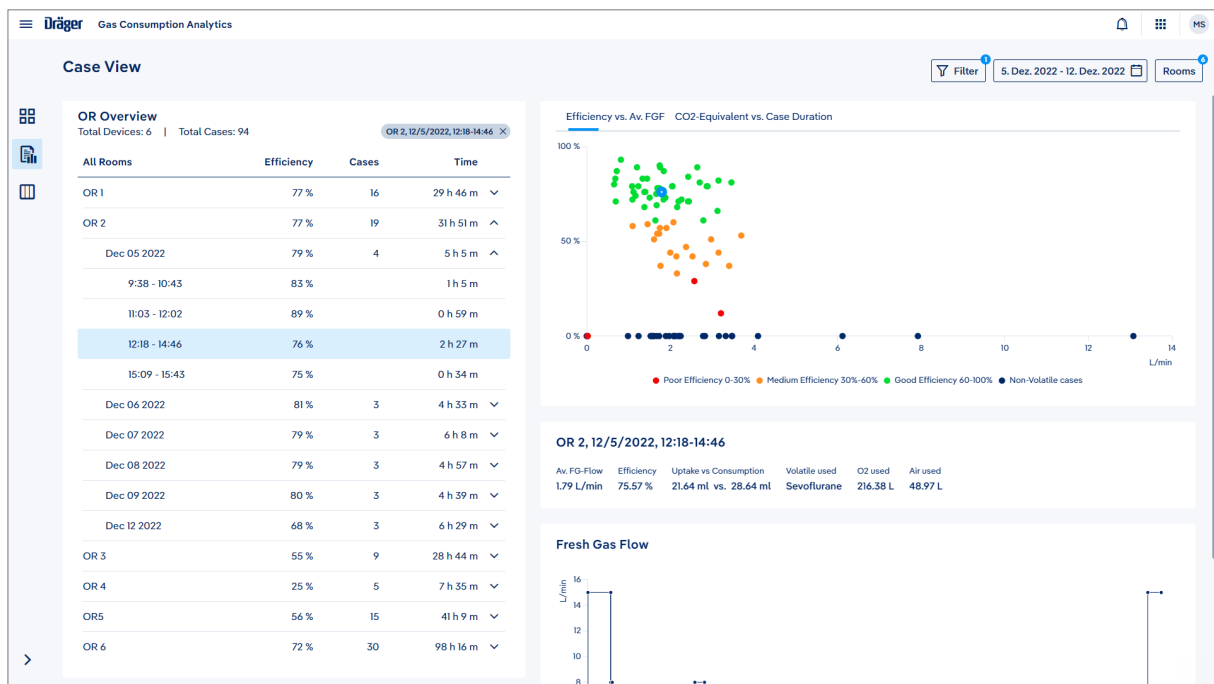 Dräger Gas Consumption Analytics MS
Case View
Filter 1 5. Dez. 2022 - 12. Dez. 2022 Rooms 6
OR Overview
Total Devices: 6 | Total Cases: 94
OR 2, 12/5/2022, 12:18-14:46 ×
All Rooms Efficiency Cases Time
OR 1 77 % 16 29 h 46 m
OR 2 77 % 19 31 h 51 m
Dec 05 2022 79 % 4 5 h 5 m
9:38 - 10:43 83 % 1 h 5 m
11:03 - 12:02 89 % 0 h 59 m
12:18 - 14:46 76 % 2 h 27 m
15:09 - 15:43 75 % 0 h 34 m
Dec 06 2022 81 % 3 4 h 33 m
Dec 07 2022 79 % 3 6 h 8 m
Dec 08 2022 79 % 3 4 h 57 m
Dec 09 2022 80 % 3 4 h 39 m
Dec 12 2022 68 % 3 6 h 29 m
OR 3 55 % 9 28 h 44 m
OR 4 25 % 5 7 h 35 m
OR5 56 % 15 41 h 9 m
OR 6 72 % 30 98 h 16 m
Efficiency vs. Av. FGF CO2-Equivalent vs. Case Duration
100 %
50 %
0 %
0 2 4 6 8 10 12 14
L/min
Poor Efficiency 0-30% Medium Efficiency 30%-60% Good Efficiency 60-100% Non-Volatile cases
OR 2, 12/5/2022, 12:18-14:46
Av. FG-Flow Efficiency Uptake vs Consumption Volatile used O2 used Air used
1.79 L/min 75.57 % 21.64 ml vs. 28.64 ml Sevoflurane 216.38 L 48.97 L
Fresh Gas Flow
L/min
16
14
12
10
8